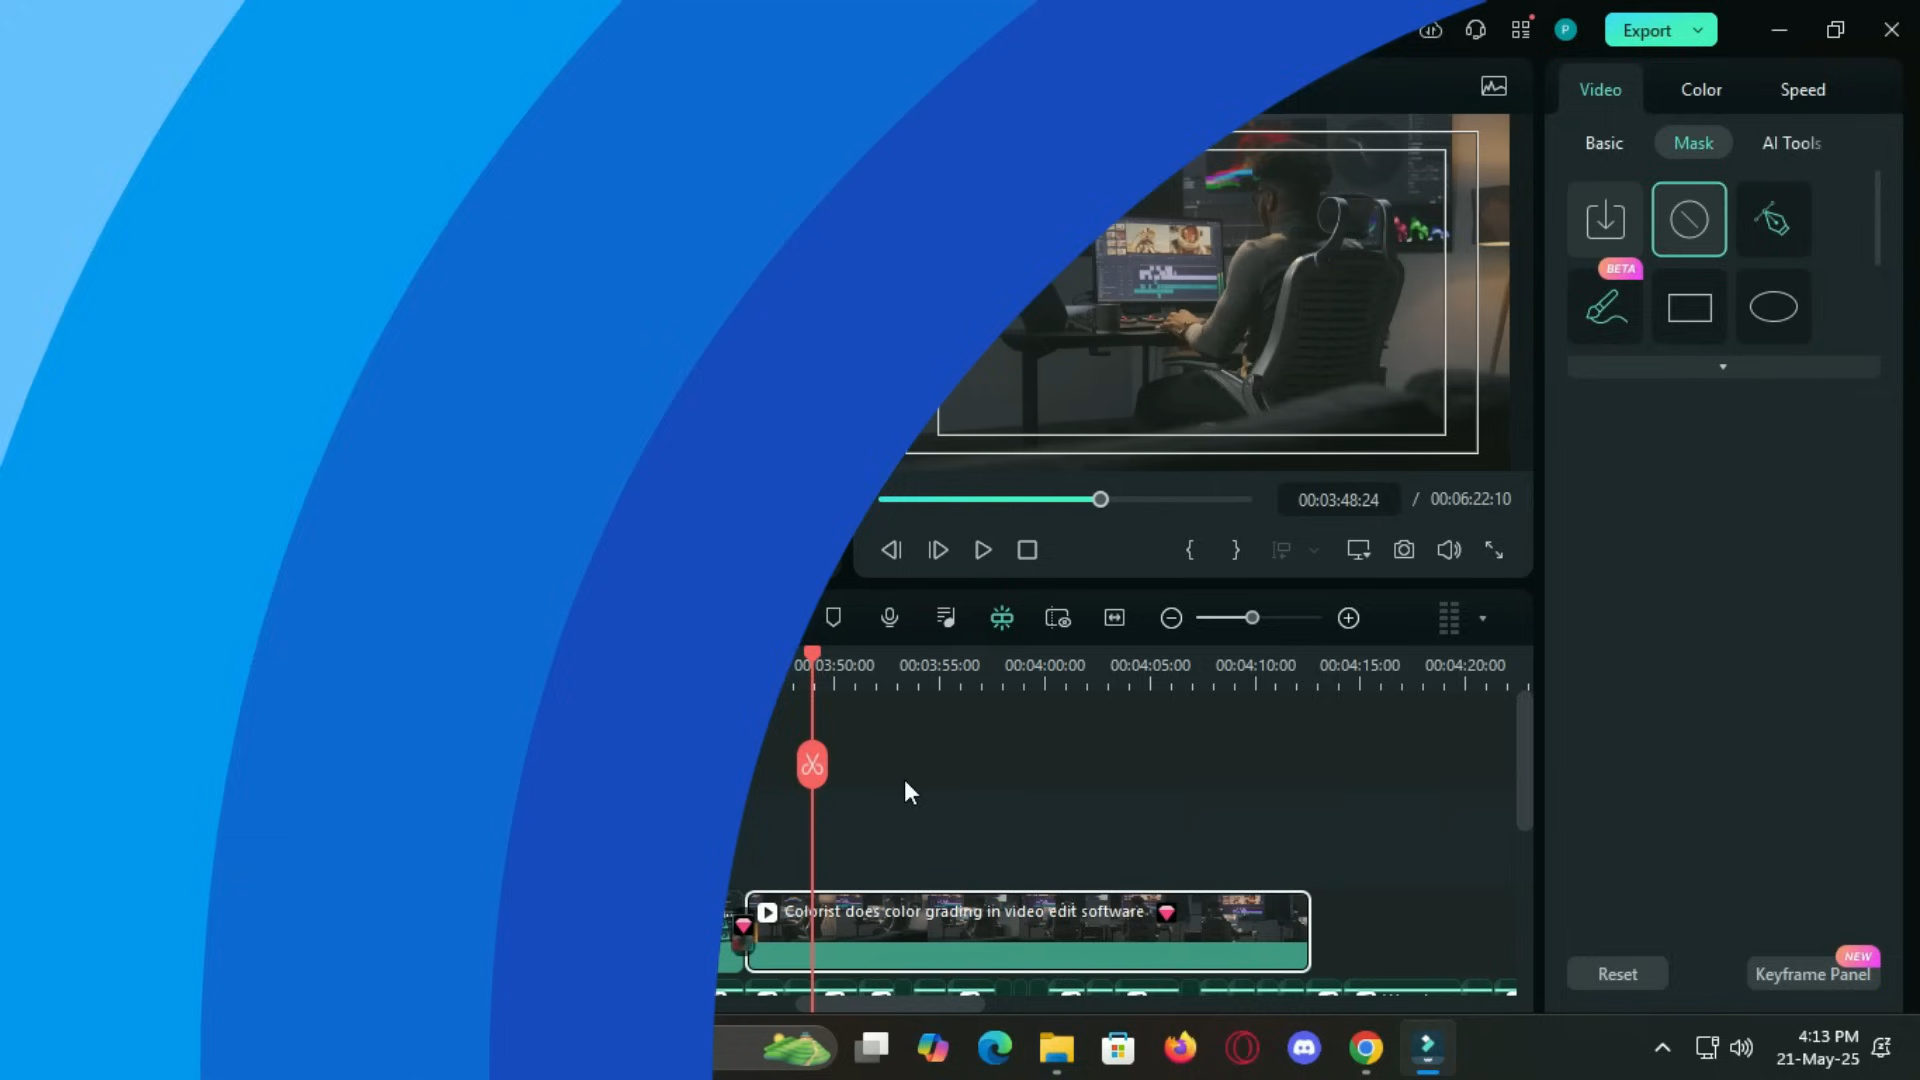 P
Export
Video
Color
Speed
Basic
Mask
AI Tools
BETA
00:03:48:24 / 00:06:22:10
00:03:50:00
00:03:55:00
00:04:00:00
00:04:05:00
00:04:10:00
00:04:15:00
00:04:20:00
Colorist does color grading in video edit software
NEW
Reset
Keyframe Panel
4:13 PM
21-May-25